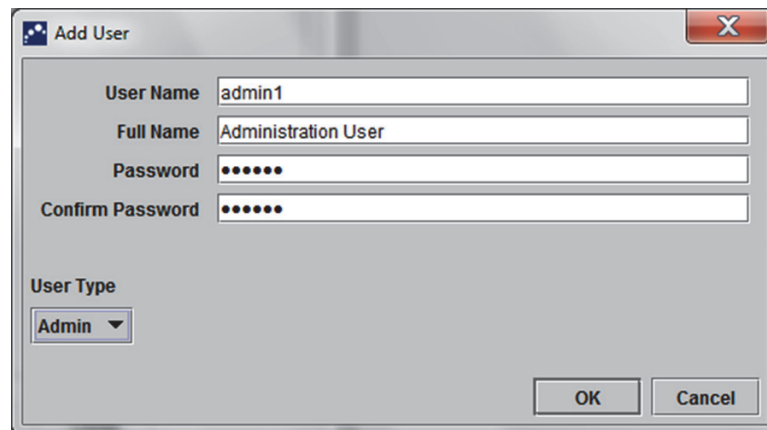 Add User
User Name admin1
Full Name Administration User
Password ••••••
Confirm Password ••••••
User Type
Admin
OK Cancel